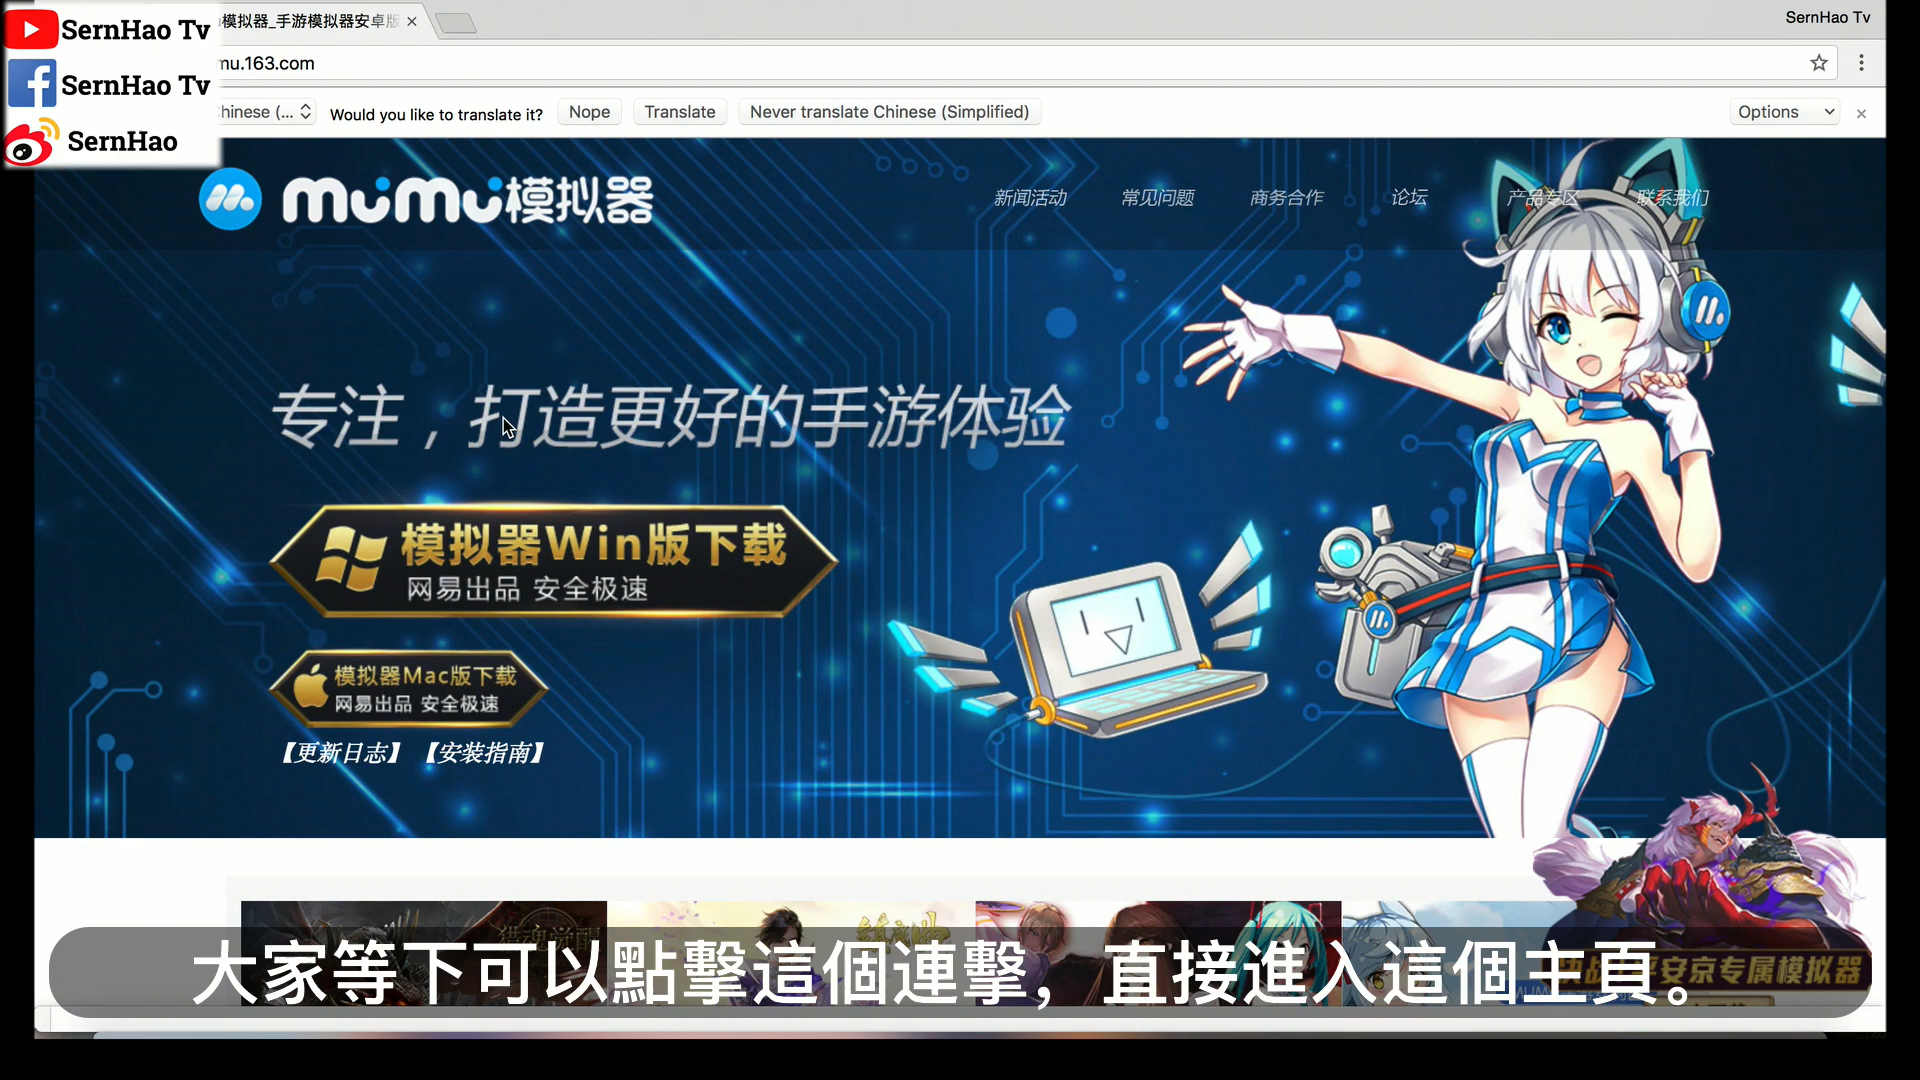 模拟器_手游模拟器安卓版
SernHao Tv
SernHao Tv
SernHao Tv
SernHao
mu.163.com
Chinese (...
Would you like to translate it?
Nope
Translate
Never translate Chinese (Simplified)
Options
MuMu模拟器
新闻活动
常见问题
商务合作
论坛
产品专区
联系我们
专注，打造更好的手游体验
模拟器Win版下载
网易出品 安全极速
模拟器Mac版下载
网易出品 安全极速
【更新日志】 【安装指南】
平安京专属模拟器
大家等下可以點擊這個連擊，直接進入這個主頁。